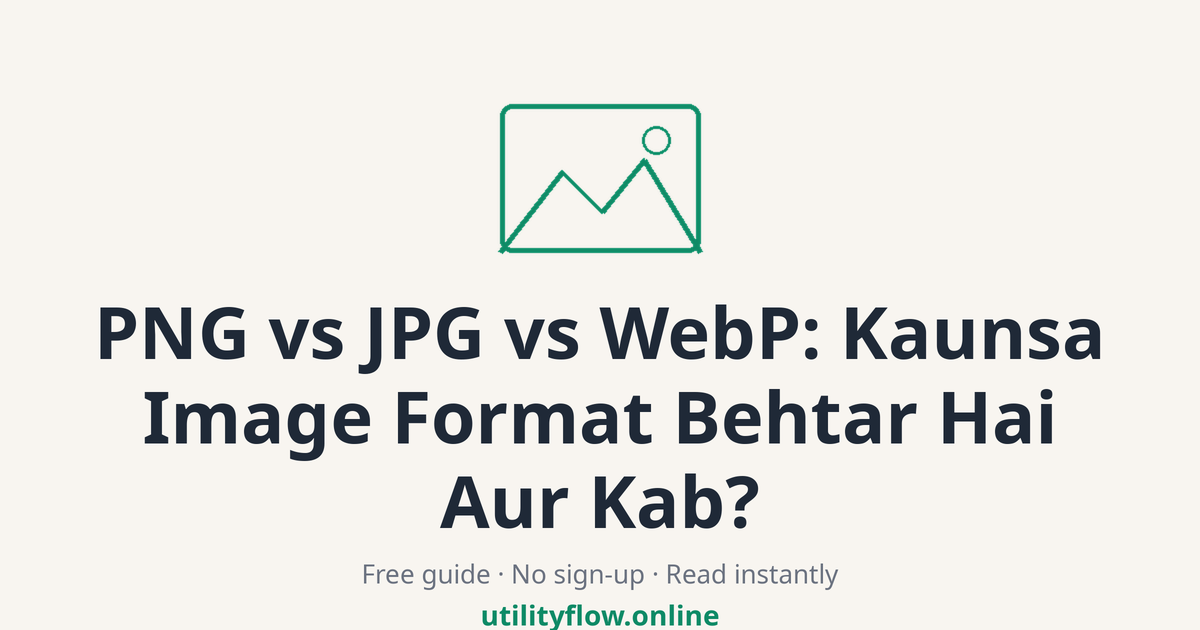 PNG vs JPG vs WebP: Kaunsa
Image Format Behtar Hai
Aur Kab?
Free guide · No sign-up · Read instantly
utilityflow.online